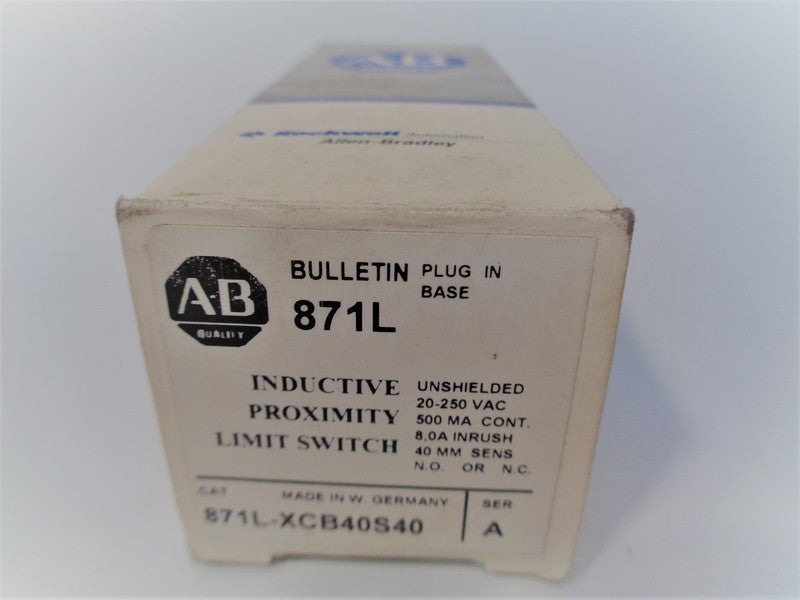 AB
Rockwell Automation
Allen-Bradley
A-B
QUALITY
BULLETIN
871L
PLUG IN
BASE
INDUCTIVE
PROXIMITY
LIMIT SWITCH
UNSHIELDED
20-250 VAC
500 MA CONT.
8,0A INRUSH
40 MM SENS
N.O. OR N.C.
CAT
MADE IN W. GERMANY
SER
871L-XCB40S40
A